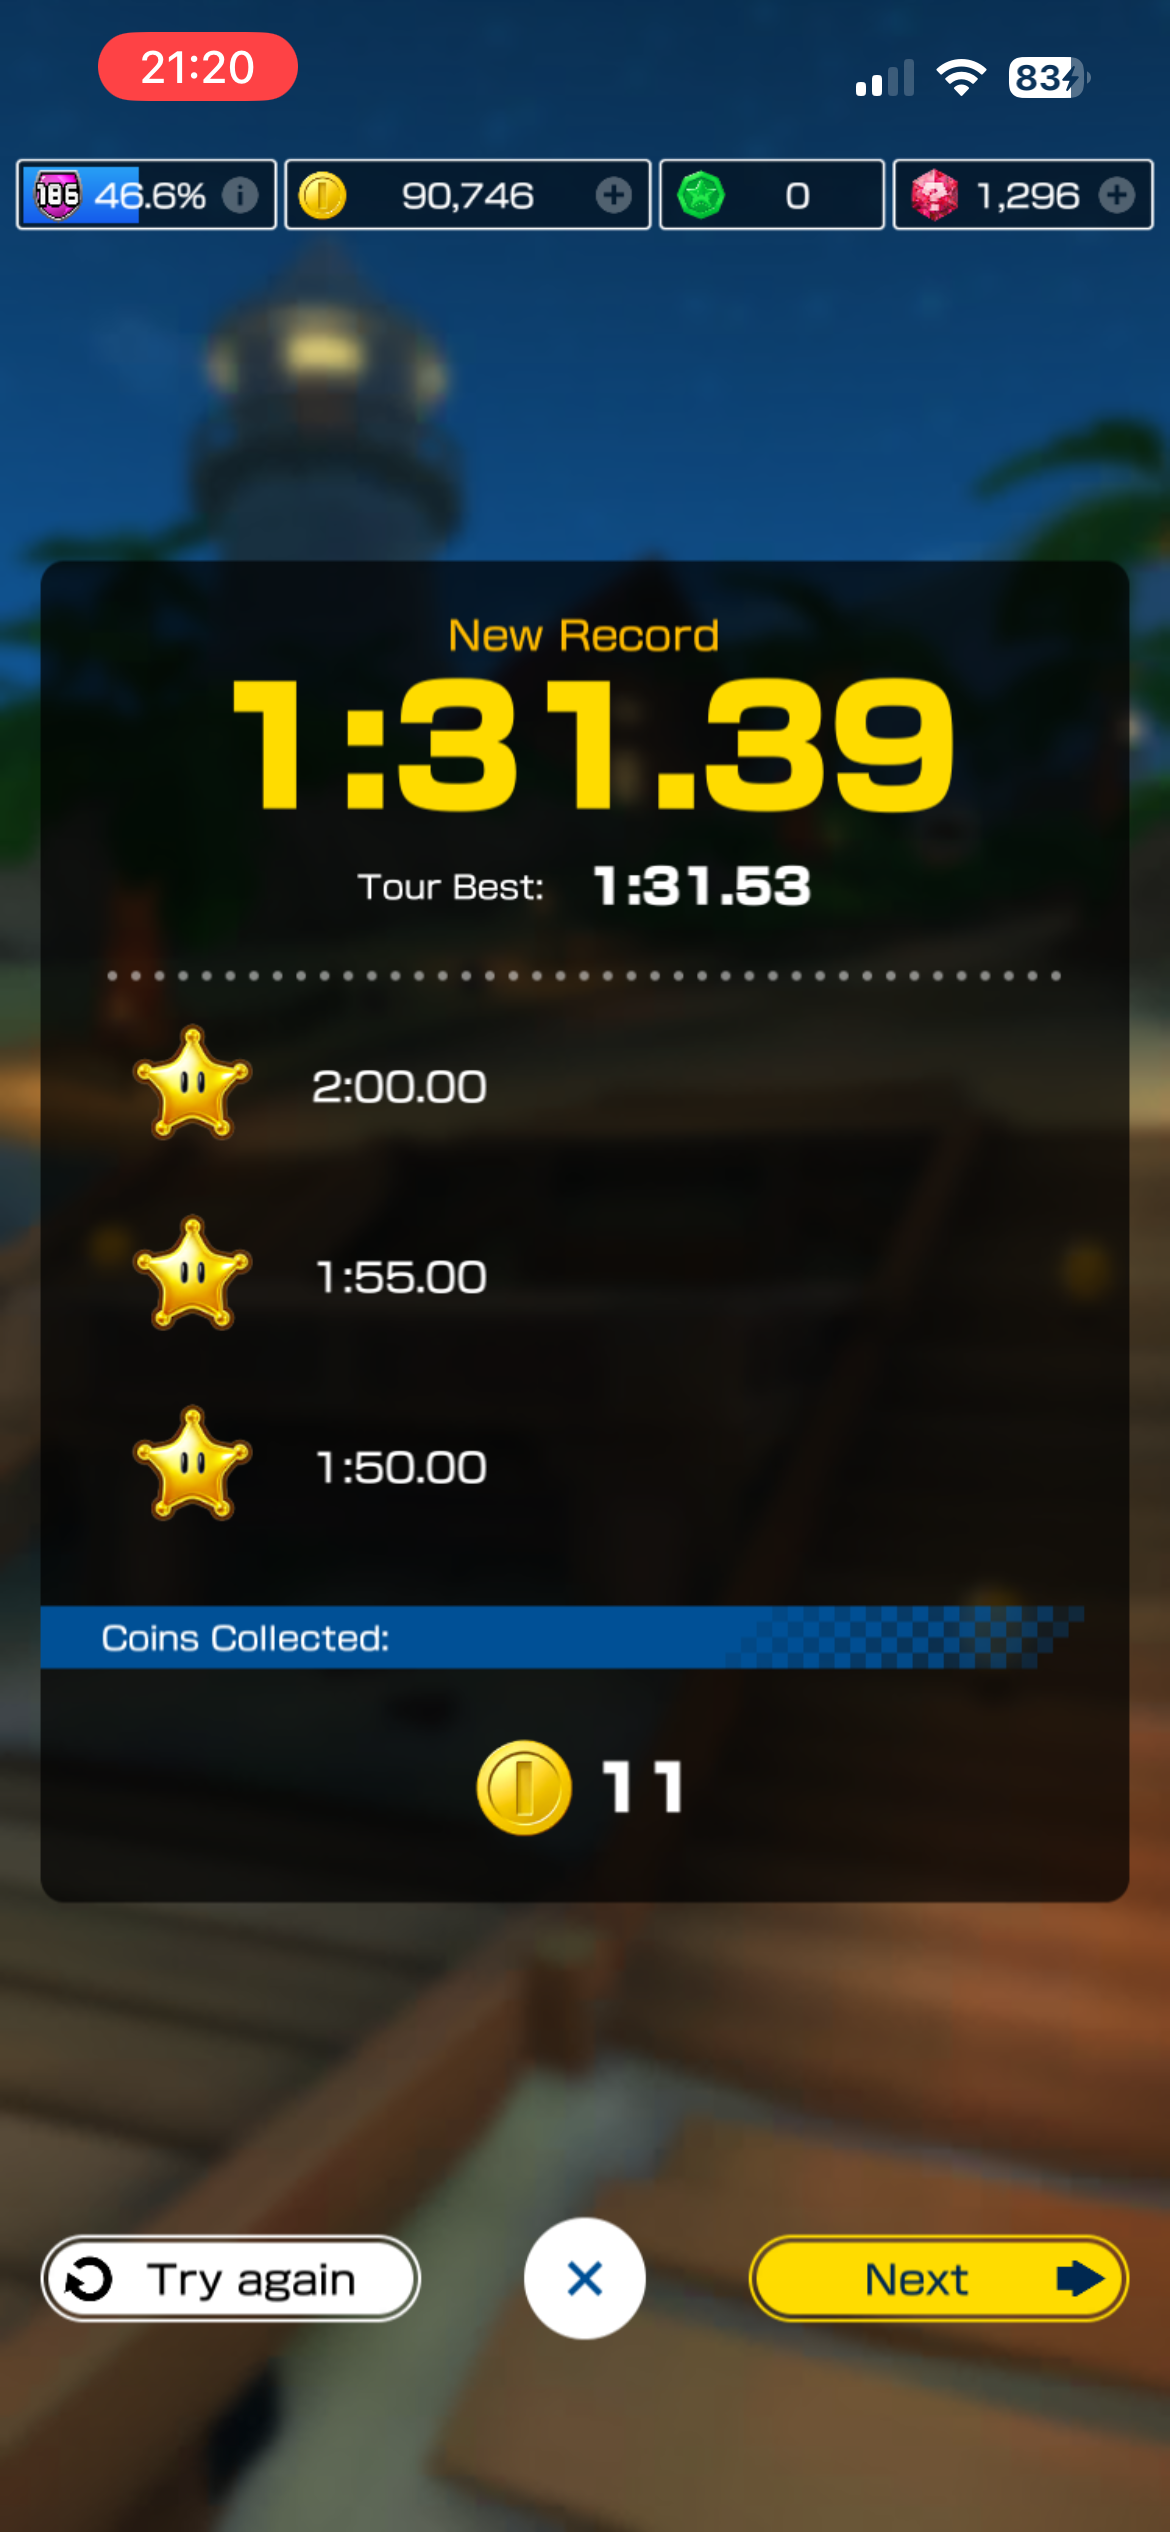 21:20
83
186 46.6% i 90,746 0 1,296
New Record
1:31.39
Tour Best: 1:31.53
2:00.00
1:55.00
1:50.00
Coins Collected:
11
Try again
Next